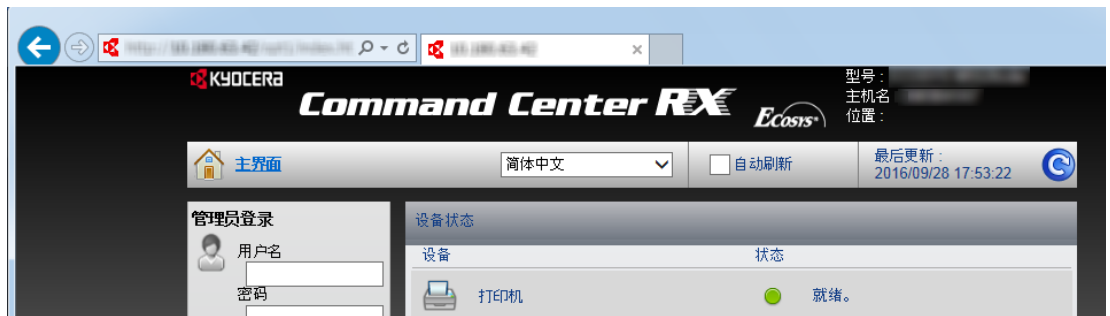 KYOCERA
Command Center RX
Ecosys
型号：
主机名
位置：
主界面
简体中文
自动刷新
最后更新：
2016/09/28 17:53:22
管理员登录
用户名
密码
设备状态
设备 状态
打印机 就绪。